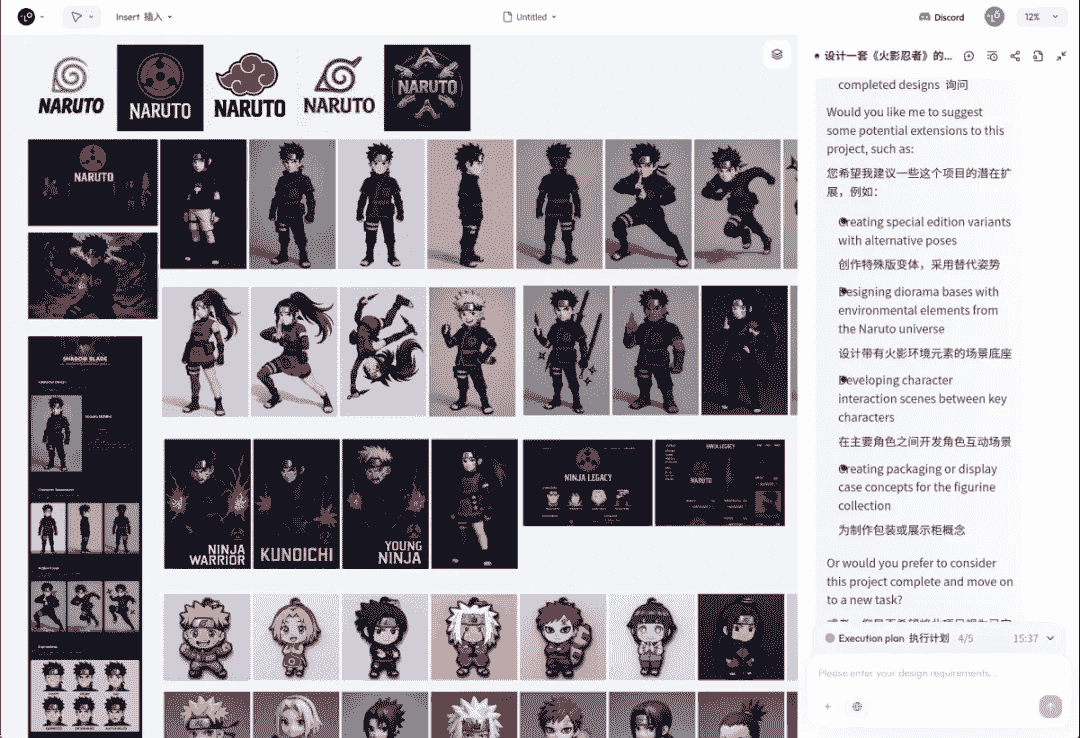 Insert 插入
Untitled
Discord
12%
NARUTO
NARUTO
NARUTO
NARUTO
NARUTO
NARUTO
SHADOW BLADE
NINJA
WARRIOR
KUNOICHI
YOUNG
NINJA
NINJA LEGACY
NINJA LEGACY
NARUTO
设计一套《火影忍者》的...
completed designs 询问
Would you like me to suggest
some potential extensions to this
project, such as:
您希望我建议一些这个项目的潜在扩
展，例如：
Creating special edition variants
with alternative poses
创作特殊版变体，采用替代姿势
Designing diorama bases with
environmental elements from
the Naruto universe
设计带有火影环境元素的场景底座
Developing character
interaction scenes between key
characters
在主要角色之间开发角色互动场景
Creating packaging or display
case concepts for the figurine
collection
为制作包装或展示柜概念
Or would you prefer to consider
this project complete and move on
to a new task?
Execution plan 执行计划 4/5 15:37
Please enter your design requirements...